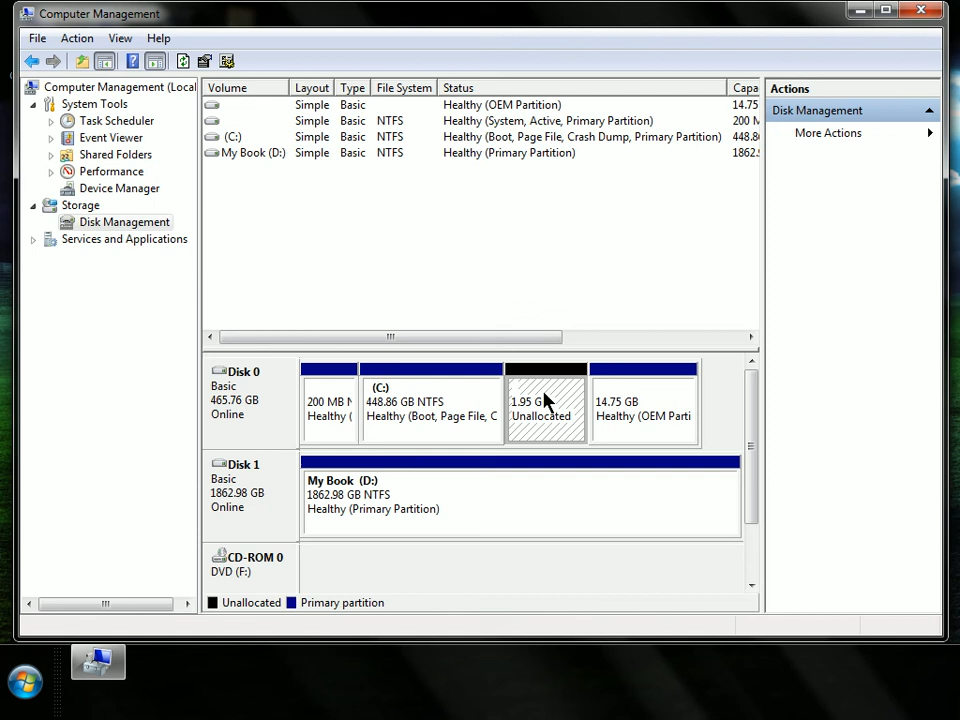 Computer Management
File Action View Help
Computer Management (Local
System Tools
Task Scheduler
Event Viewer
Shared Folders
Performance
Device Manager
Storage
Disk Management
Services and Applications
Volume Layout Type File System Status Capa
Simple Basic Healthy (OEM Partition) 14.75
Simple Basic NTFS Healthy (System, Active, Primary Partition) 200 M
(C:) Simple Basic NTFS Healthy (Boot, Page File, Crash Dump, Primary Partition) 448.86
My Book (D:) Simple Basic NTFS Healthy (Primary Partition) 1862.9
Actions
Disk Management
More Actions
Disk 0
Basic
465.76 GB
Online
200 MB N
Healthy (
(C:)
448.86 GB NTFS
Healthy (Boot, Page File, C
1.95 G
Unallocated
14.75 GB
Healthy (OEM Parti
Disk 1
Basic
1862.98 GB
Online
My Book (D:)
1862.98 GB NTFS
Healthy (Primary Partition)
CD-ROM 0
DVD (F:)
Unallocated Primary partition